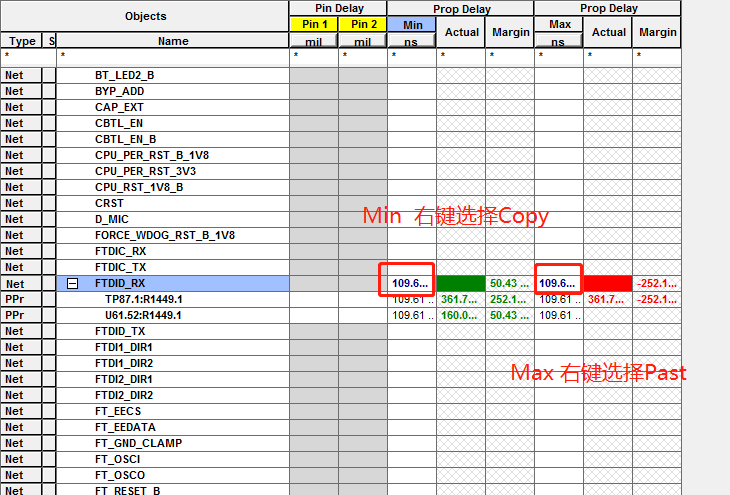 Objects Pin Delay Prop Delay Prop Delay
Pin 1 Pin 2 Min Actual Margin Max Actual Margin
Type S Name mil mil ns ns
* * * * * * * * * *
Net BT_LED2_B
Net BYP_ADD
Net CAP_EXT
Net CBTL_EN
Net CBTL_EN_B
Net CPU_PER_RST_B_1V8
Net CPU_PER_RST_3V3
Net CPU_RST_1V8_B
Net CRST
Net D_MIC
Min 右键选择Copy
Net FORCE_WDOG_RST_B_1V8
Net FTDIC_RX
Net FTDIC_TX
Net FTDID_RX 109.6... 50.43 ... 109.6... -252.1...
PPr TP87.1:R1449.1 109.61 .. 361.7... 252.1... 109.61 ... 361.7... -252.1...
PPr U61.52:R1449.1 109.61 .. 160.0... 50.43 ... 109.61 ...
Net FTDID_TX
Net FTDI1_DIR1
Net FTDI1_DIR2
Max 右键选择Past
Net FTDI2_DIR1
Net FTDI2_DIR2
Net FT_EECS
Net FT_EEDATA
Net FT_GND_CLAMP
Net FT_OSCI
Net FT_OSCO
Net FT_RESET_B